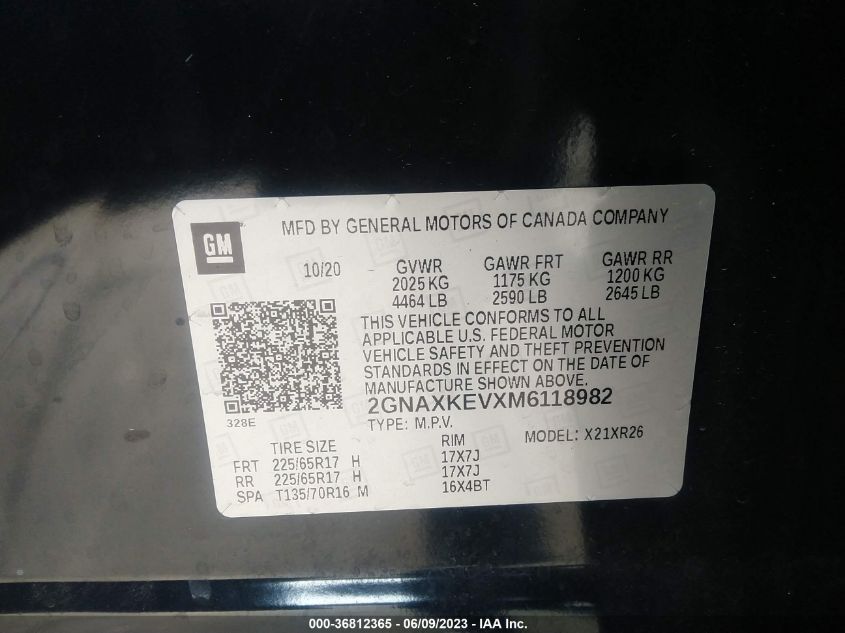 GM
MFD BY GENERAL MOTORS OF CANADA COMPANY
10/20 GVWR GAWR FRT GAWR RR
2025 KG 1175 KG 1200 KG
4464 LB 2590 LB 2645 LB
THIS VEHICLE CONFORMS TO ALL
APPLICABLE U.S. FEDERAL MOTOR
VEHICLE SAFETY AND THEFT PREVENTION
STANDARDS IN EFFECT ON THE DATE OF
MANUFACTURE SHOWN ABOVE.
328E
2GNAXKEVXM6118982
TYPE: M.P.V. MODEL: X21XR26
TIRE SIZE RIM
FRT 225/65R17 H 17X7J
RR 225/65R17 H 17X7J
SPA T135/70R16 M 16X4BT
000-36812365 - 06/09/2023 - IAA Inc.